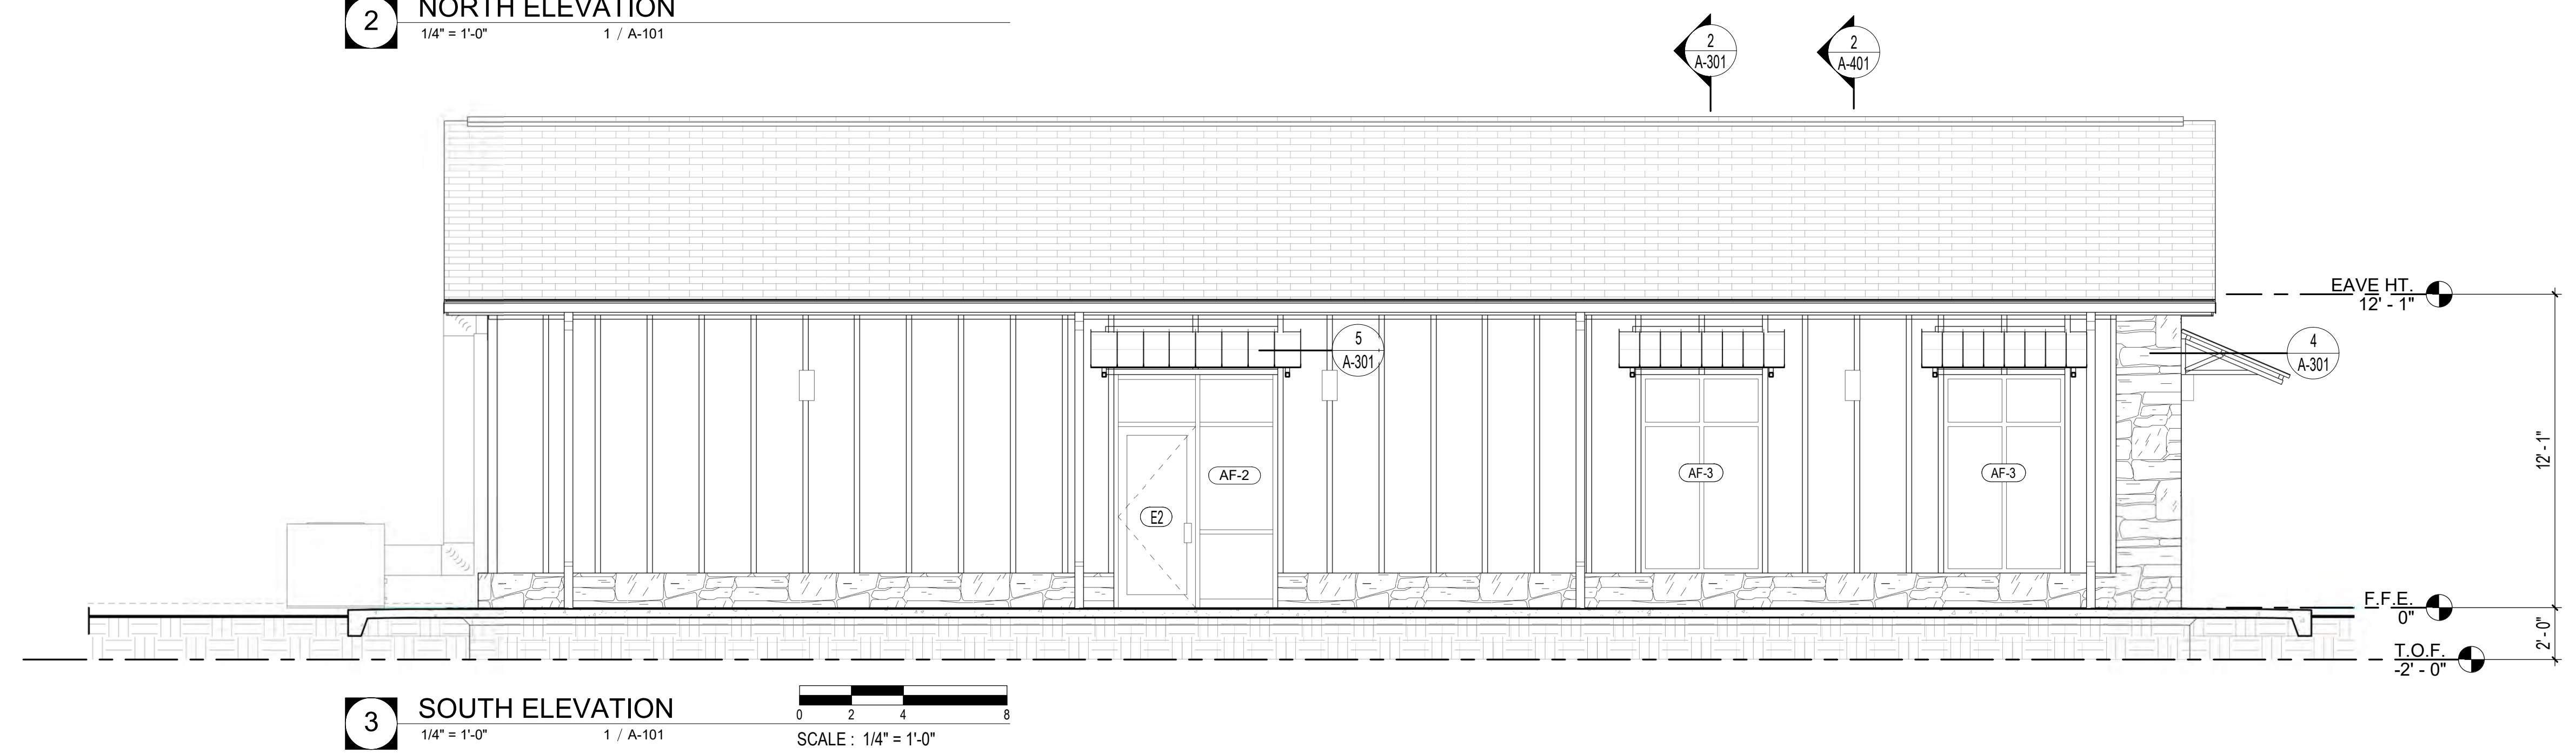 2
NORTH ELEVATION
1/4" = 1'-0"
1 / A-101
2
A-301
2
A-401
EAVE HT.
12' - 1"
5
A-301
4
A-301
12' - 1"
AF-2
AF-3
AF-3
E2
F.F.E.
0"
2' - 0"
T.O.F.
-2' - 0"
3
SOUTH ELEVATION
1/4" = 1'-0"
1 / A-101
0 2 4 8
SCALE : 1/4" = 1'-0"